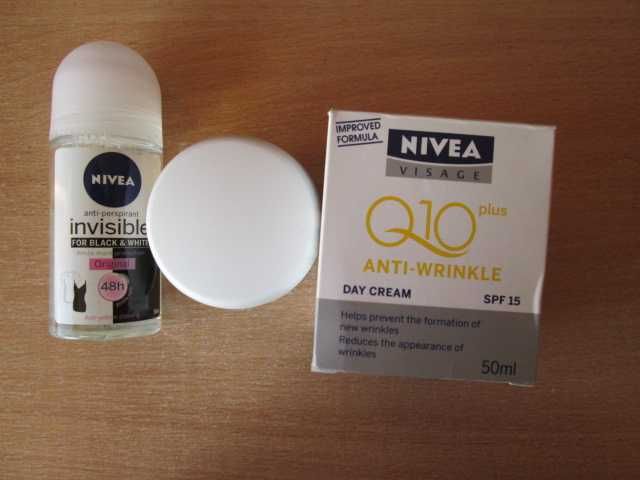 NIVEA
anti-perspirant
invisible
FOR BLACK & WHITE
Original
48h
IMPROVED
FORMULA
NIVEA
VISAGE
Q10 plus
ANTI-WRINKLE
DAY CREAM SPF 15
Helps prevent the formation of
new wrinkles
Reduces the appearance of
wrinkles
50ml